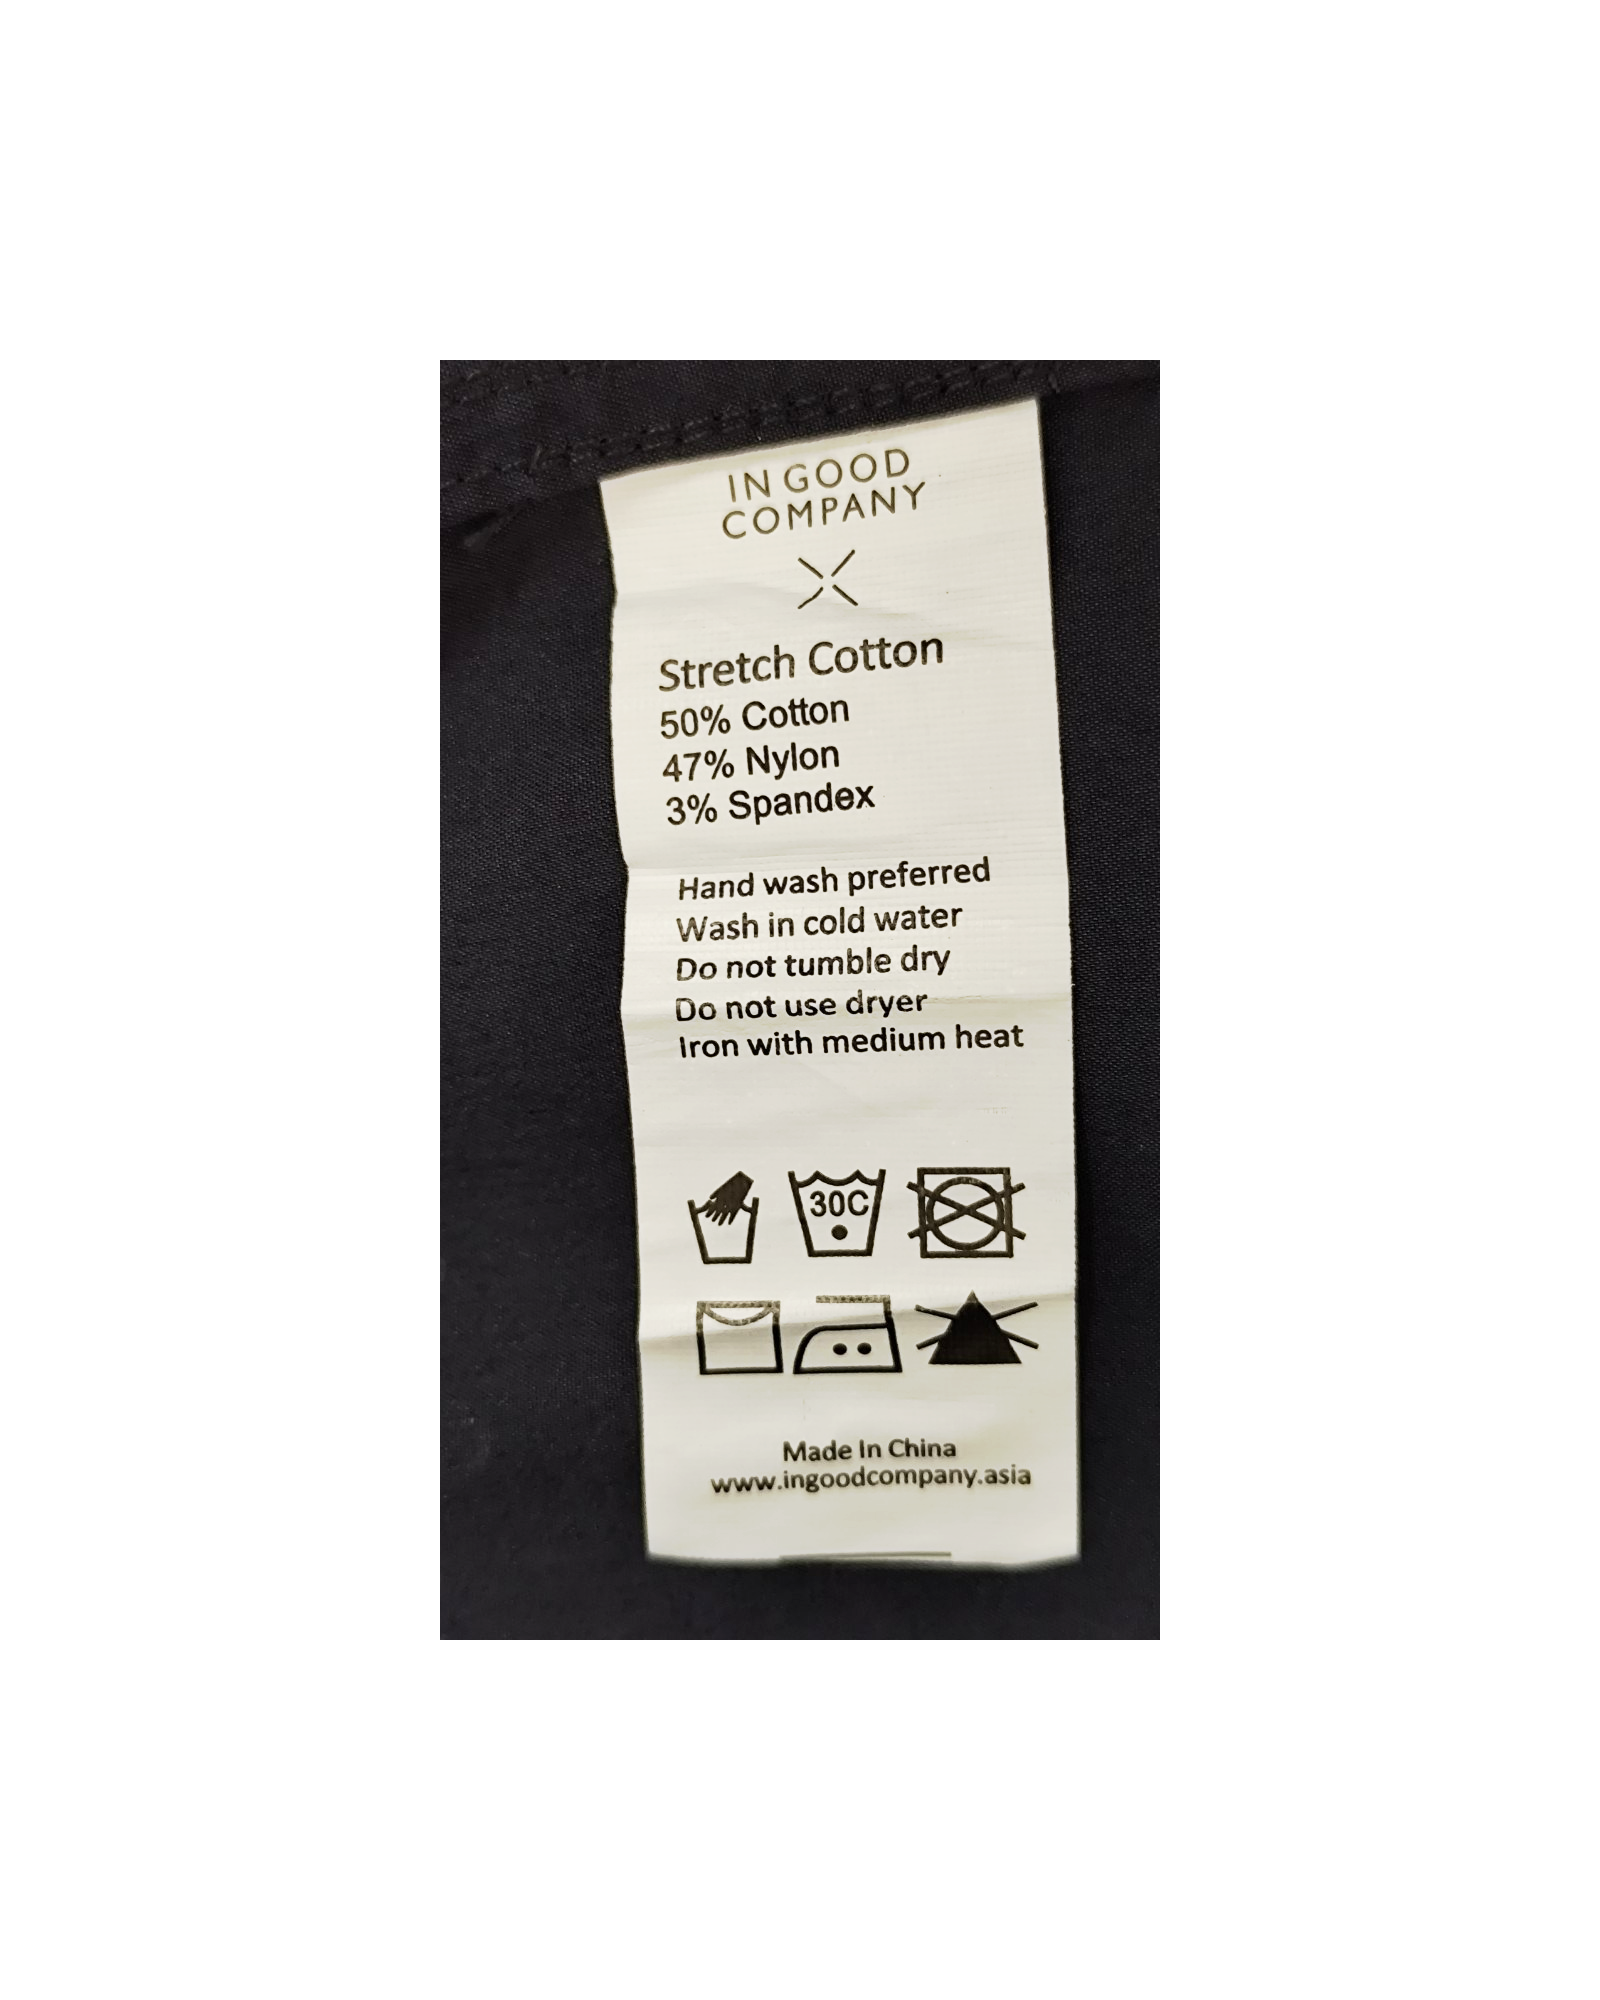 IN GOOD
COMPANY
Stretch Cotton
50% Cotton
47% Nylon
3% Spandex
Hand wash preferred
Wash in cold water
Do not tumble dry
Do not use dryer
Iron with medium heat
30C
Made In China
www.ingoodcompany.asia